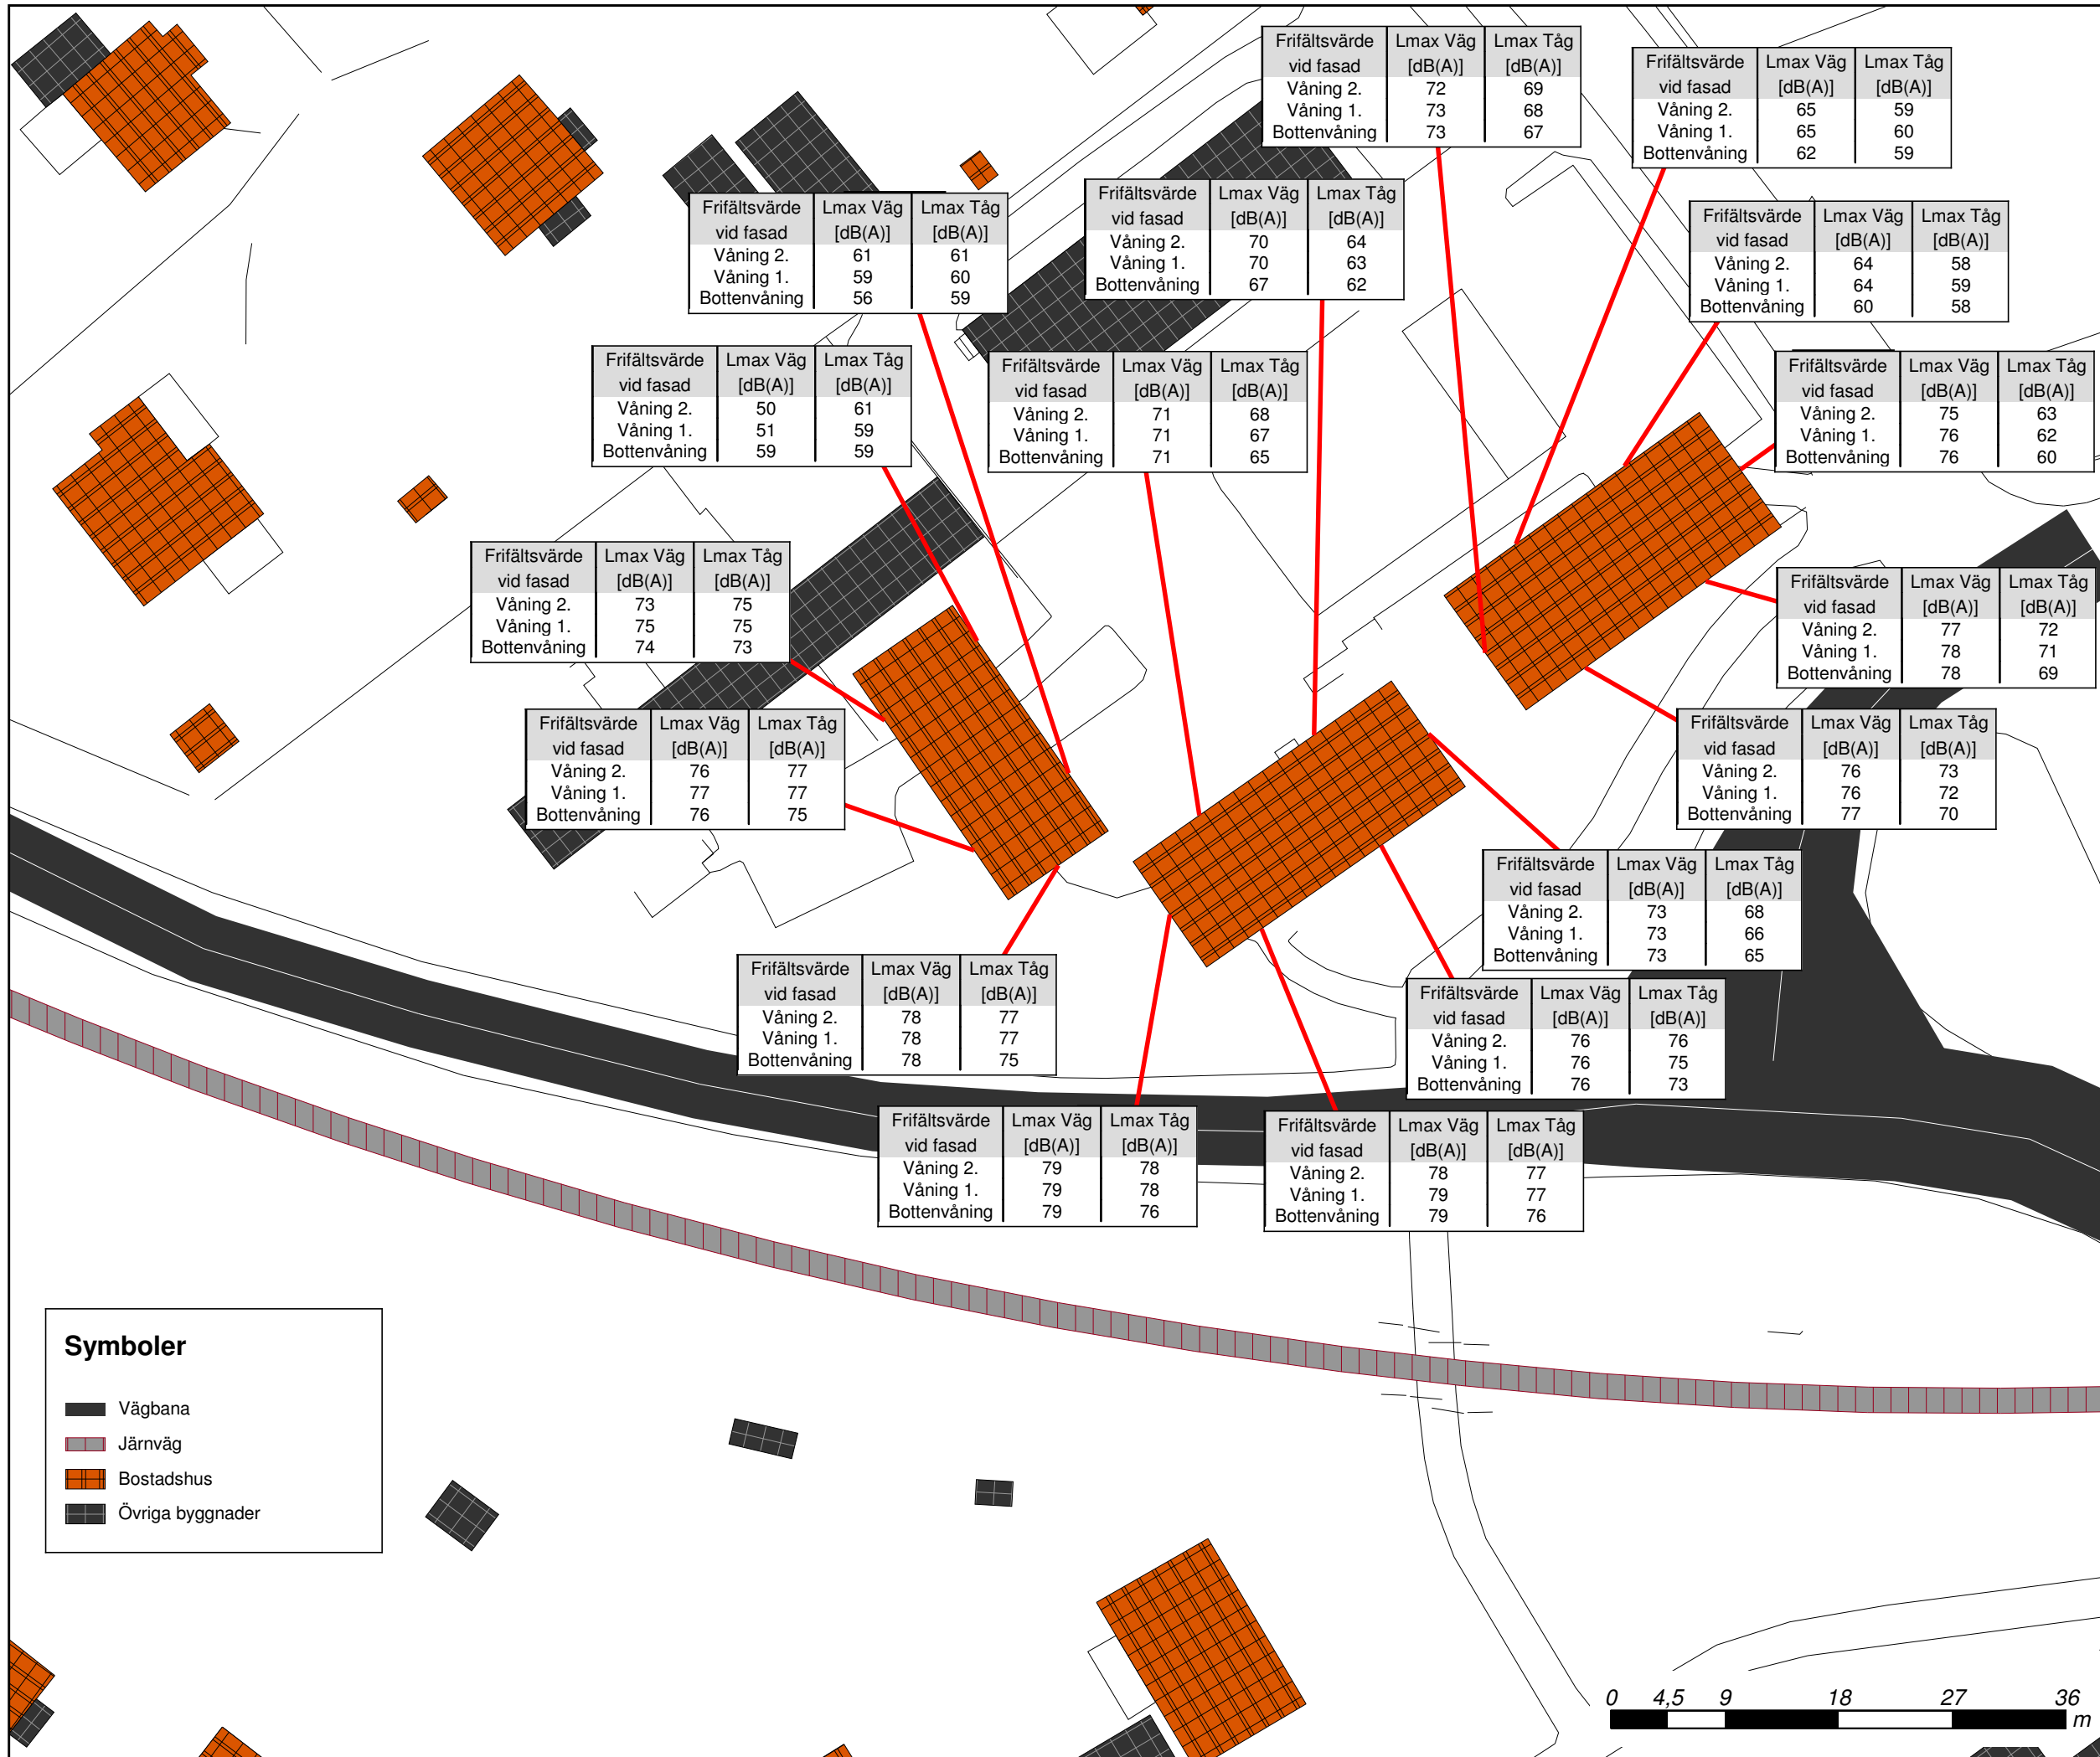 Frifältsvärde Lmax Väg Lmax Tåg
vid fasad [dB(A)] [dB(A)]
Våning 2. 72 69
Våning 1. 73 68
Bottenvåning 73 67
Frifältsvärde Lmax Väg Lmax Tåg
vid fasad [dB(A)] [dB(A)]
Våning 2. 65 59
Våning 1. 65 60
Bottenvåning 62 59
Frifältsvärde Lmax Väg Lmax Tåg
vid fasad [dB(A)] [dB(A)]
Våning 2. 61 61
Våning 1. 59 60
Bottenvåning 56 59
Frifältsvärde Lmax Väg Lmax Tåg
vid fasad [dB(A)] [dB(A)]
Våning 2. 70 64
Våning 1. 70 63
Bottenvåning 67 62
Frifältsvärde Lmax Väg Lmax Tåg
vid fasad [dB(A)] [dB(A)]
Våning 2. 64 58
Våning 1. 64 59
Bottenvåning 60 58
Frifältsvärde Lmax Väg Lmax Tåg
vid fasad [dB(A)] [dB(A)]
Våning 2. 50 61
Våning 1. 51 59
Bottenvåning 59 59
Frifältsvärde Lmax Väg Lmax Tåg
vid fasad [dB(A)] [dB(A)]
Våning 2. 71 68
Våning 1. 71 67
Bottenvåning 71 65
Frifältsvärde Lmax Väg Lmax Tåg
vid fasad [dB(A)] [dB(A)]
Våning 2. 75 63
Våning 1. 76 62
Bottenvåning 76 60
Frifältsvärde Lmax Väg Lmax Tåg
vid fasad [dB(A)] [dB(A)]
Våning 2. 73 75
Våning 1. 75 75
Bottenvåning 74 73
Frifältsvärde Lmax Väg Lmax Tåg
vid fasad [dB(A)] [dB(A)]
Våning 2. 77 72
Våning 1. 78 71
Bottenvåning 78 69
Frifältsvärde Lmax Väg Lmax Tåg
vid fasad [dB(A)] [dB(A)]
Våning 2. 76 77
Våning 1. 77 77
Bottenvåning 76 75
Frifältsvärde Lmax Väg Lmax Tåg
vid fasad [dB(A)] [dB(A)]
Våning 2. 76 73
Våning 1. 76 72
Bottenvåning 77 70
Frifältsvärde Lmax Väg Lmax Tåg
vid fasad [dB(A)] [dB(A)]
Våning 2. 73 68
Våning 1. 73 66
Bottenvåning 73 65
Frifältsvärde Lmax Väg Lmax Tåg
vid fasad [dB(A)] [dB(A)]
Våning 2. 78 77
Våning 1. 78 77
Bottenvåning 78 75
Frifältsvärde Lmax Väg Lmax Tåg
vid fasad [dB(A)] [dB(A)]
Våning 2. 76 76
Våning 1. 76 75
Bottenvåning 76 73
Frifältsvärde Lmax Väg Lmax Tåg
vid fasad [dB(A)] [dB(A)]
Våning 2. 79 78
Våning 1. 79 78
Bottenvåning 79 76
Frifältsvärde Lmax Väg Lmax Tåg
vid fasad [dB(A)] [dB(A)]
Våning 2. 78 77
Våning 1. 79 77
Bottenvåning 79 76
Symboler
Vägbana
Järnväg
Bostadshus
Övriga byggnader
0 4,5 9 18 27 36
m